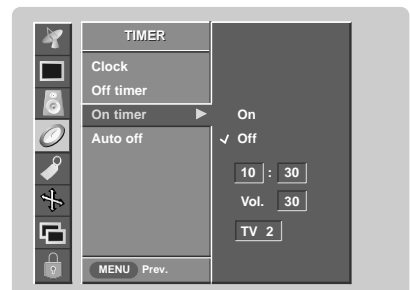 TIMER
Clock
Off timer
On timer ► On
Auto off ✓ Off
10 : 30
Vol. 30
TV 2
MENU Prev.